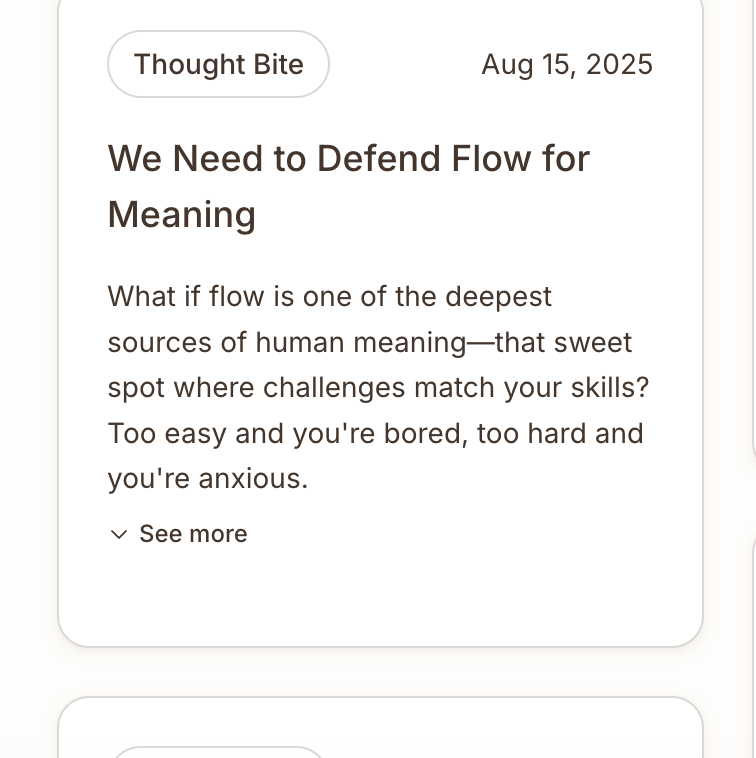 Thought Bite
Aug 15, 2025
We Need to Defend Flow for
Meaning
What if flow is one of the deepest
sources of human meaning—that sweet
spot where challenges match your skills?
Too easy and you're bored, too hard and
you're anxious.
See more